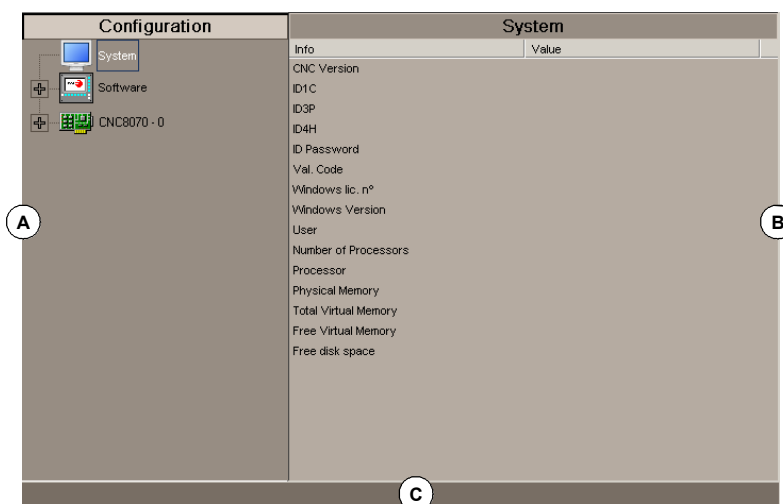 Configuration
System
System
Software
CNC8070 - 0
Info Value
CNC Version
ID1C
ID3P
ID4H
ID Password
Val. Code
Windows lic. nº
Windows Version
User
Number of Processors
Processor
Physical Memory
Total Virtual Memory
Free Virtual Memory
Free disk space
A
B
C